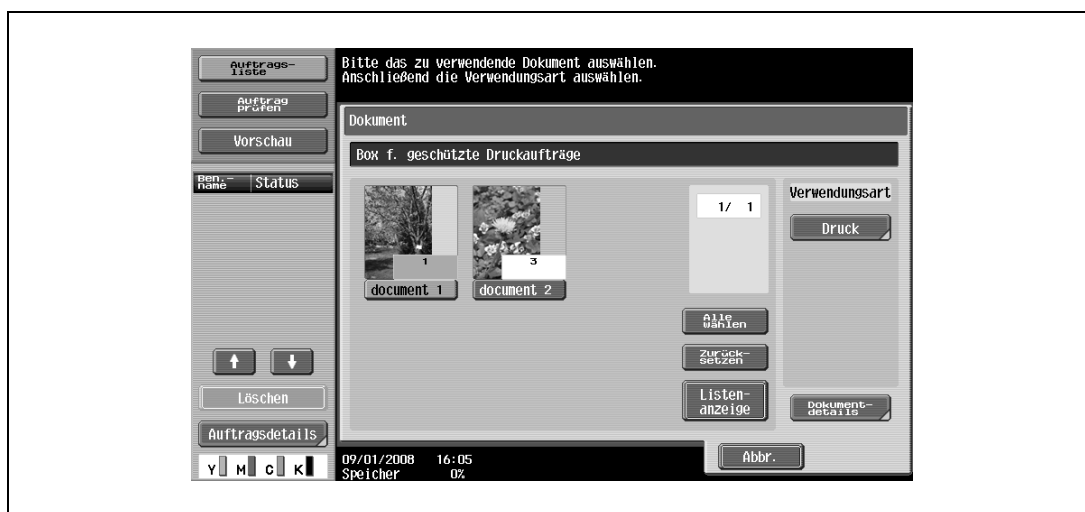 Auftrags-
liste
Auftrag
prüfen
Vorschau
Ben.-
name
Status
Löschen
Auftragsdetails
Y M C K
Bitte das zu verwendende Dokument auswählen.
Anschließend die Verwendungsart auswählen.
Dokument
Box f. geschützte Druckaufträge
1
document 1
3
document 2
1/ 1
Alle
wählen
Zurück-
setzen
Listen-
anzeige
Verwendungsart
Druck
Dokument-
details
Abbr.
09/01/2008 16:05
Speicher 0%